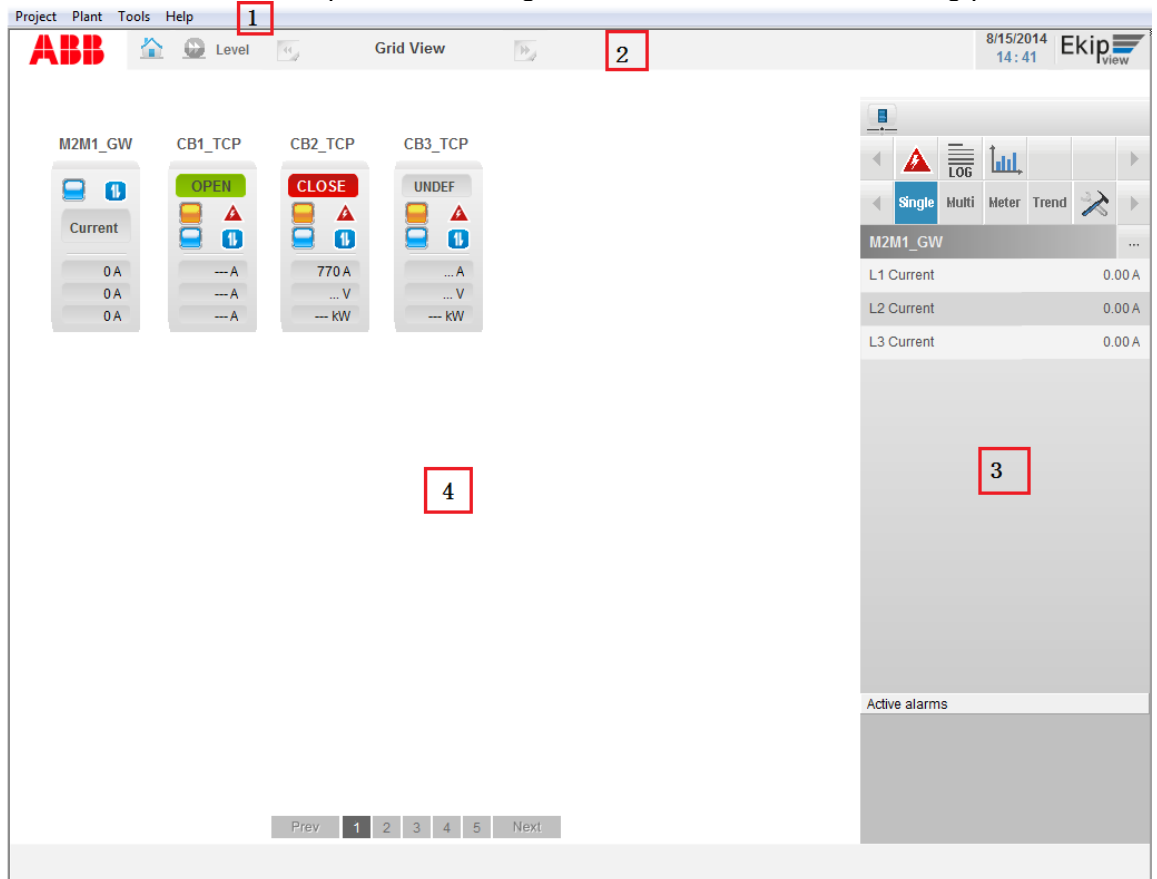 Project Plant Tools Help 1
ABB Level Grid View 2 8/15/2014 Ekip
14 : 41 view
M2M1_GW CB1_TCP CB2_TCP CB3_TCP
OPEN CLOSE UNDEF
Current
0 A --- A 770 A ... A
0 A --- A ... V ... V
0 A --- A --- kW --- kW
LOG
Single Multi Meter Trend
M2M1_GW ...
L1 Current 0.00 A
L2 Current 0.00 A
L3 Current 0.00 A
3
4
Active alarms
Prev 1 2 3 4 5 Next